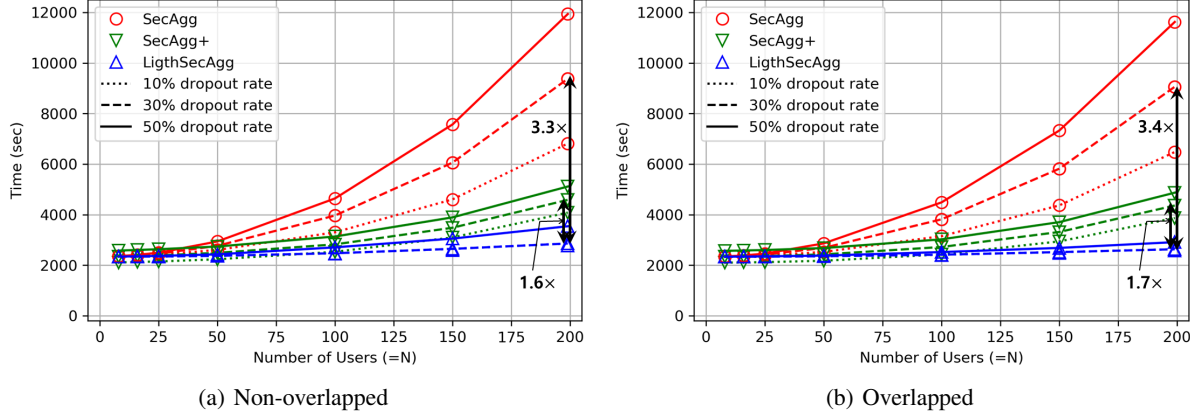 12000
10000
8000
6000
4000
2000
0
Time (sec)
SecAgg
SecAgg+
LigthSecAgg
10% dropout rate
30% dropout rate
50% dropout rate
3.3×
1.6×
0 25 50 75 100 125 150 175 200
Number of Users (=N)
(a) Non-overlapped
12000
10000
8000
6000
4000
2000
0
Time (sec)
SecAgg
SecAgg+
LigthSecAgg
10% dropout rate
30% dropout rate
50% dropout rate
3.4×
1.7×
0 25 50 75 100 125 150 175 200
Number of Users (=N)
(b) Overlapped